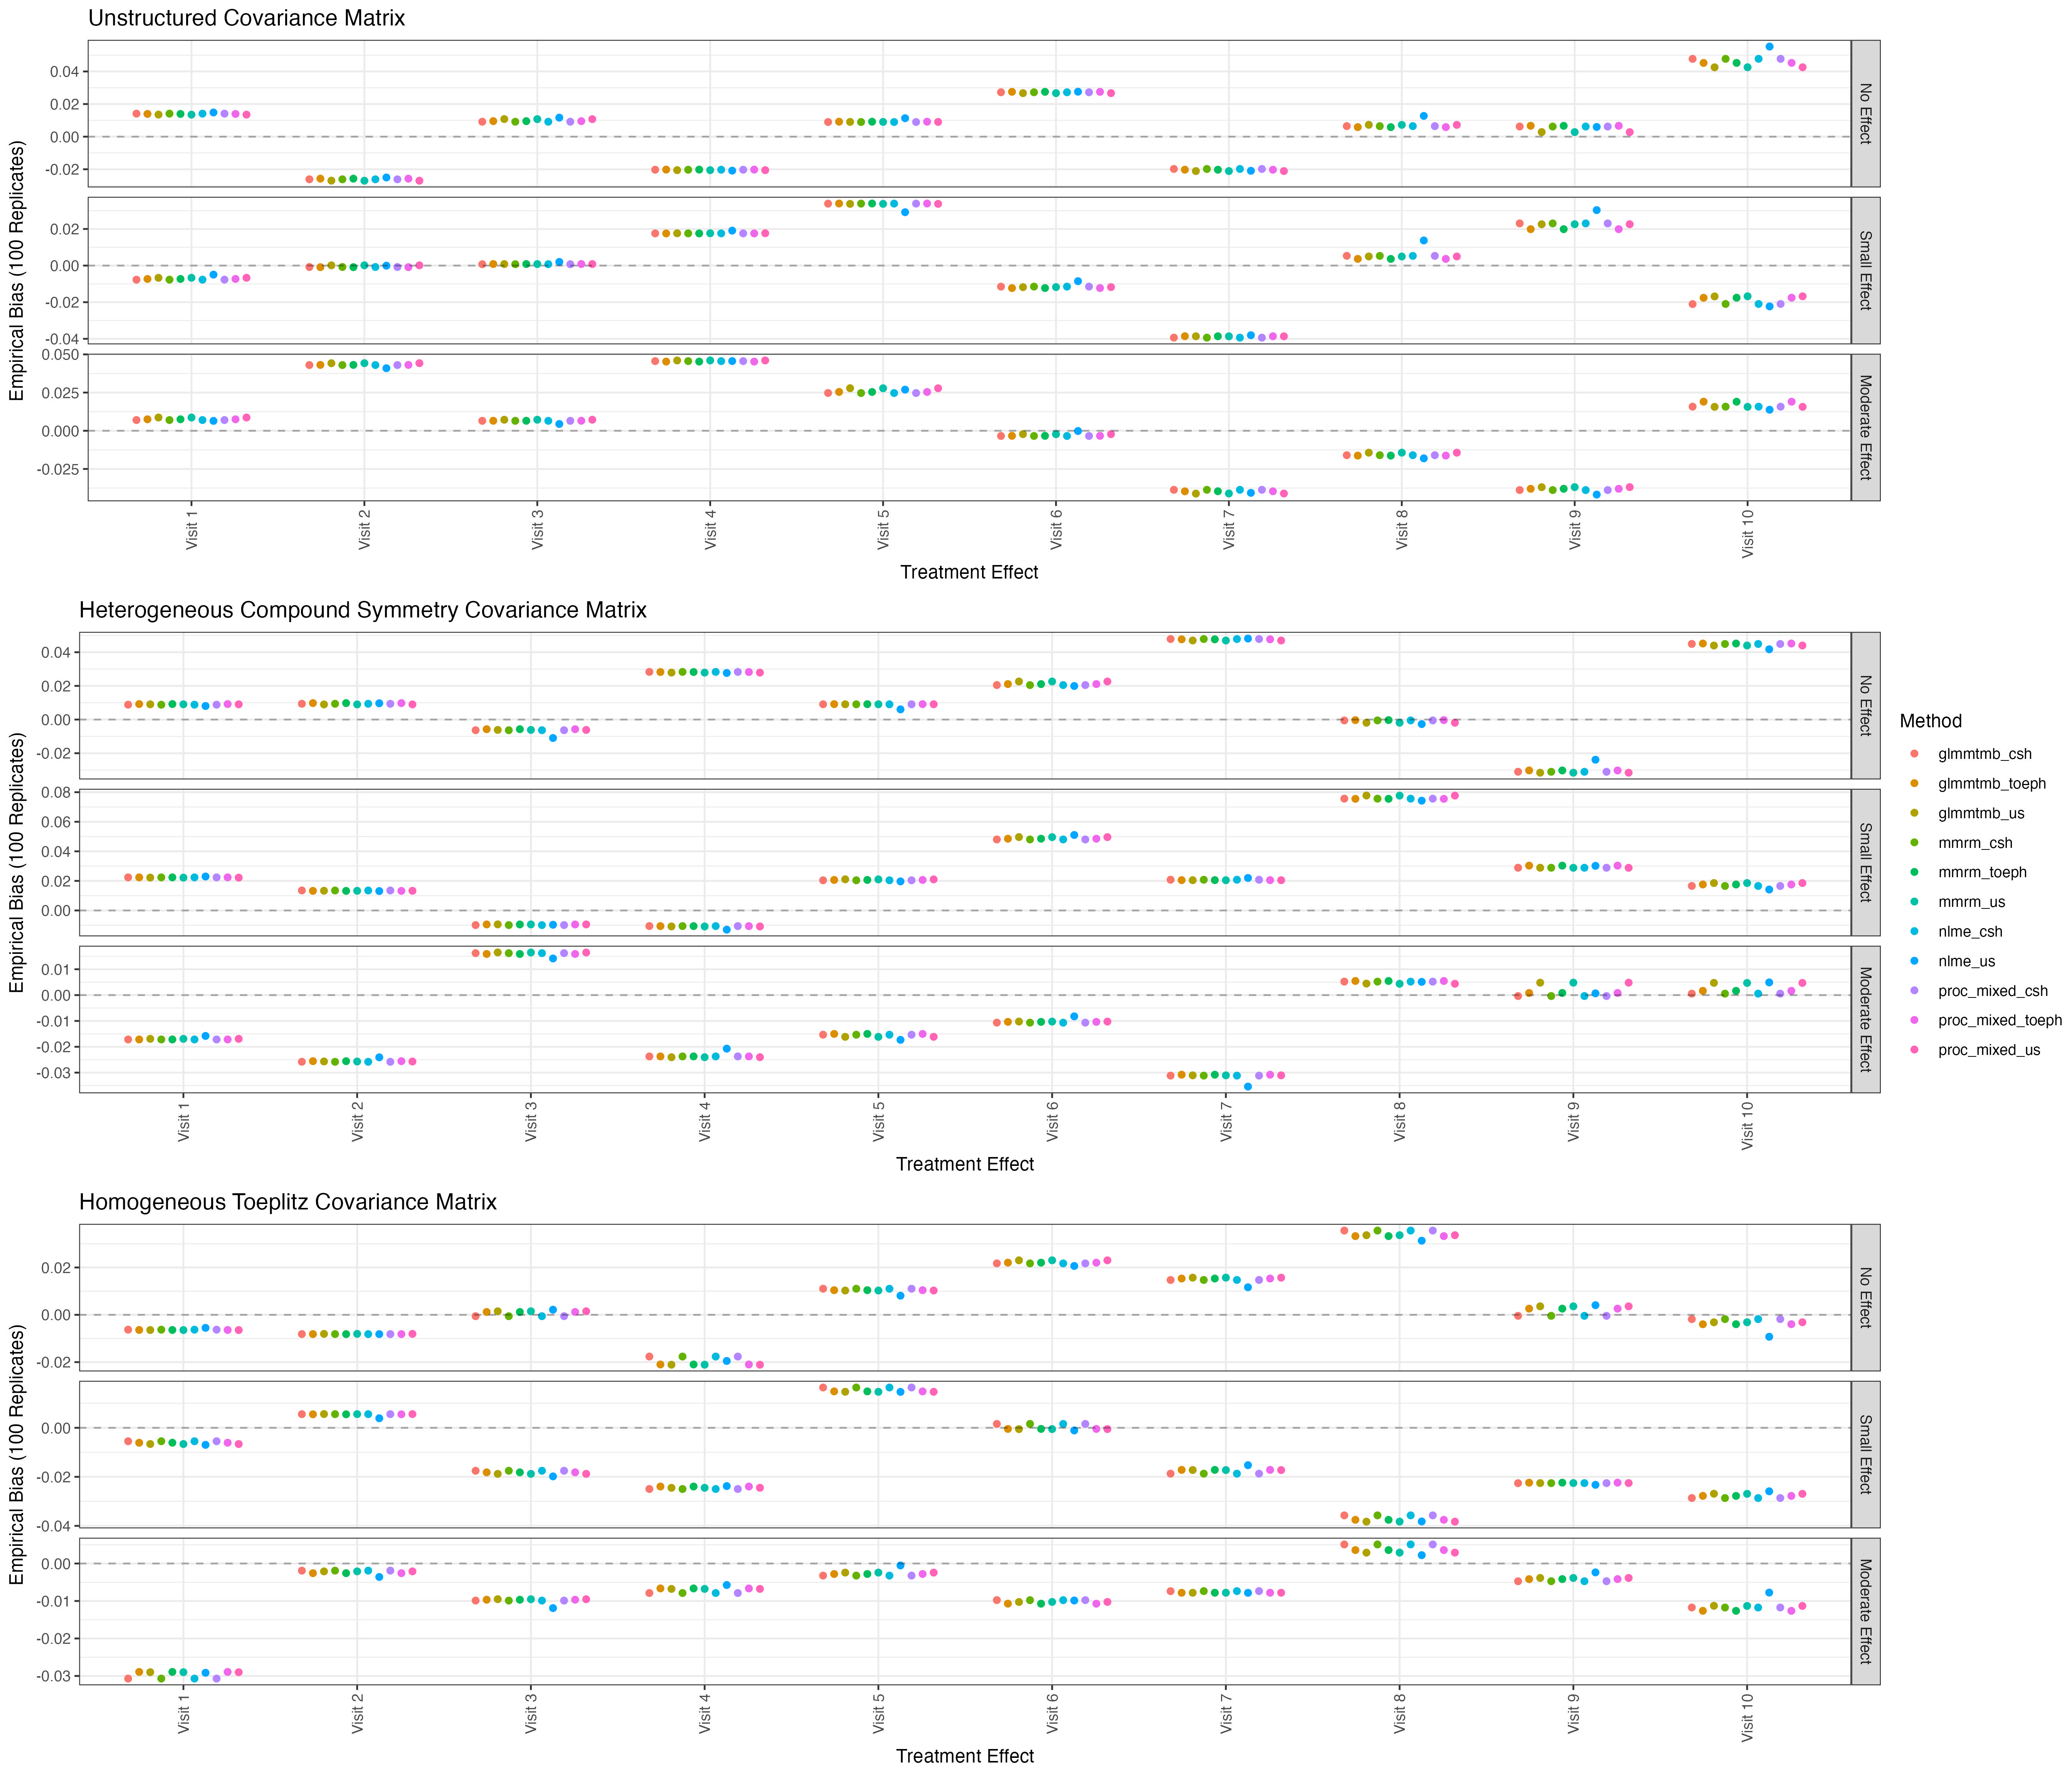 Unstructured Covariance Matrix
Empirical Bias (100 Replicates)
0.04
0.02
0.00
-0.02
No Effect
0.02
0.00
-0.02
-0.04
Small Effect
0.050
0.025
0.000
-0.025
Moderate Effect
Visit 1
Visit 2
Visit 3
Visit 4
Visit 5
Visit 6
Visit 7
Visit 8
Visit 9
Visit 10
Treatment Effect
Heterogeneous Compound Symmetry Covariance Matrix
Empirical Bias (100 Replicates)
0.04
0.02
0.00
-0.02
No Effect
0.08
0.06
0.04
0.02
0.00
Small Effect
0.01
0.00
-0.01
-0.02
-0.03
Moderate Effect
Visit 1
Visit 2
Visit 3
Visit 4
Visit 5
Visit 6
Visit 7
Visit 8
Visit 9
Visit 10
Treatment Effect
Homogeneous Toeplitz Covariance Matrix
Empirical Bias (100 Replicates)
0.02
0.00
-0.02
No Effect
0.00
-0.02
-0.04
Small Effect
0.00
-0.01
-0.02
-0.03
Moderate Effect
Visit 1
Visit 2
Visit 3
Visit 4
Visit 5
Visit 6
Visit 7
Visit 8
Visit 9
Visit 10
Treatment Effect
Method
glmmtmb_csh
glmmtmb_toeph
glmmtmb_us
mmrm_csh
mmrm_toeph
mmrm_us
nlme_csh
nlme_us
proc_mixed_csh
proc_mixed_toeph
proc_mixed_us